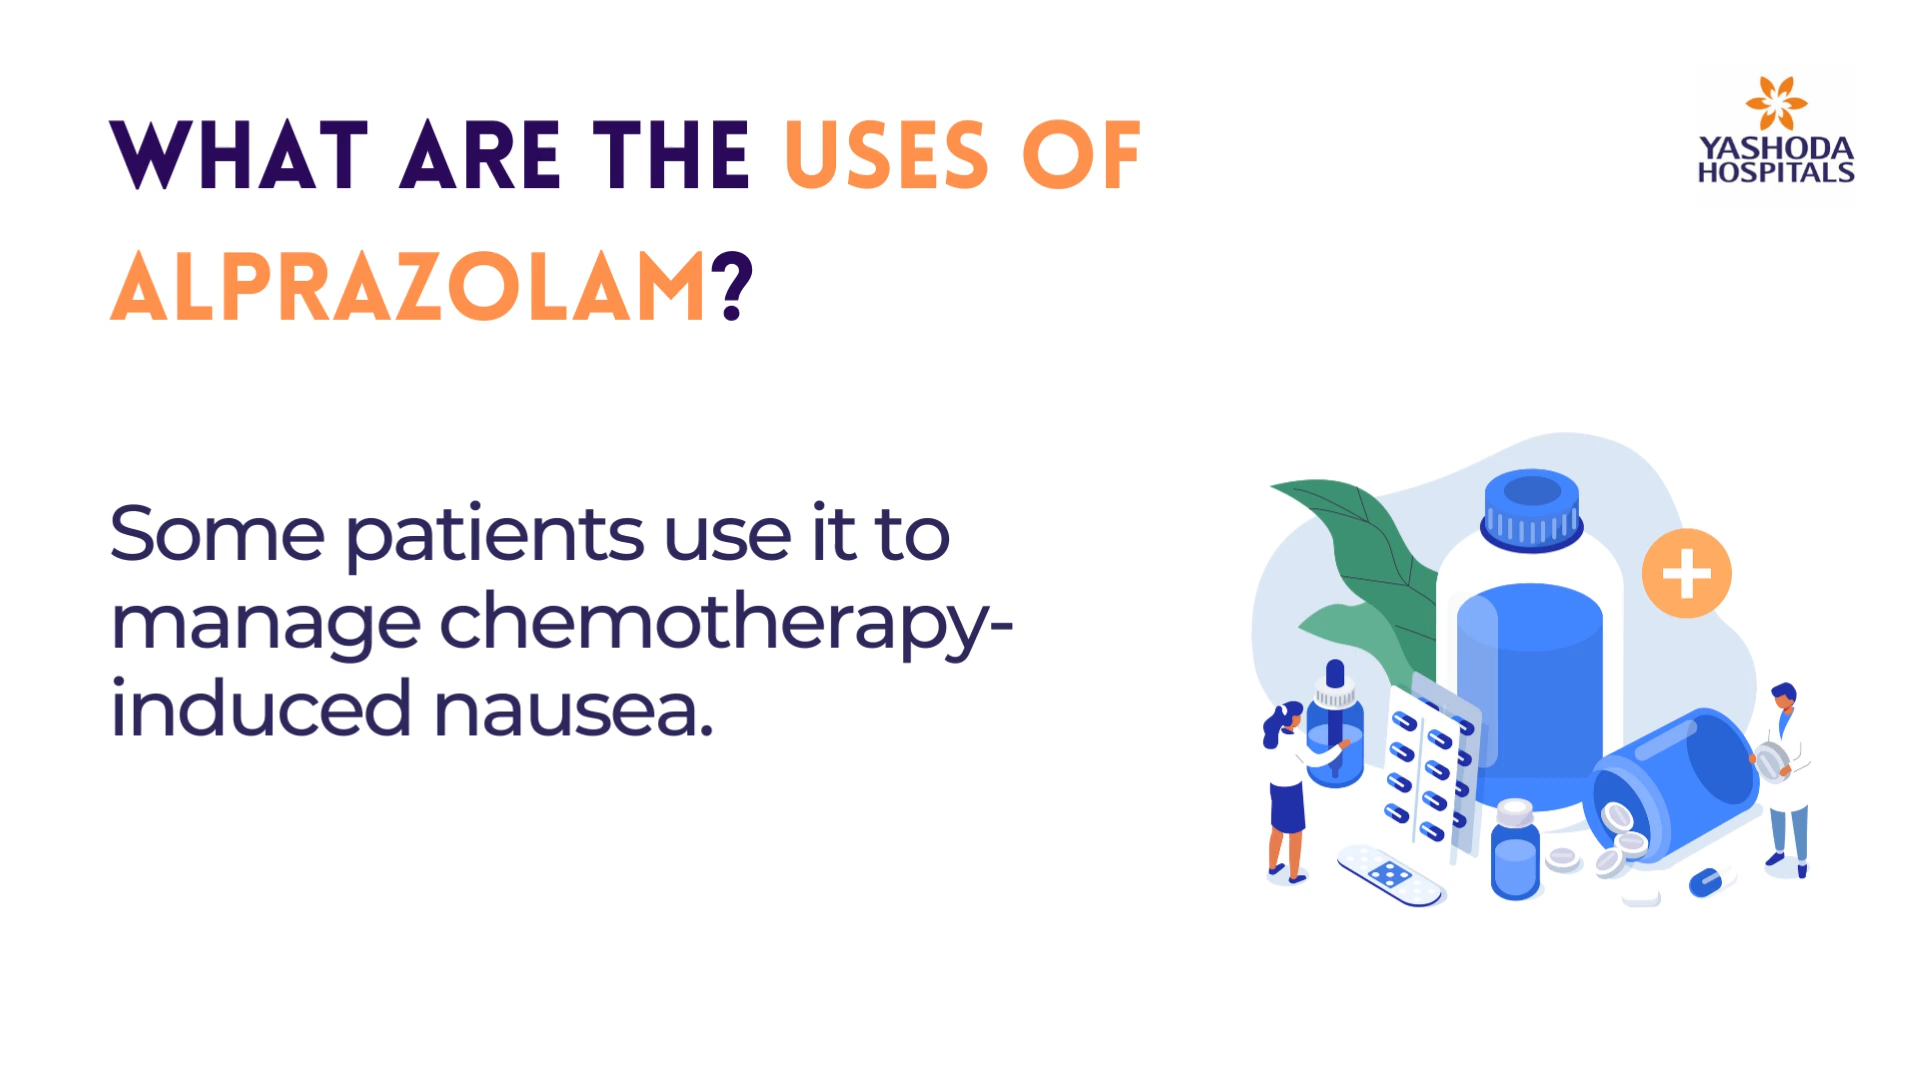 WHAT ARE THE USES OF
ALPRAZOLAM?
YASHODA
HOSPITALS
Some patients use it to
manage chemotherapy-
induced nausea.